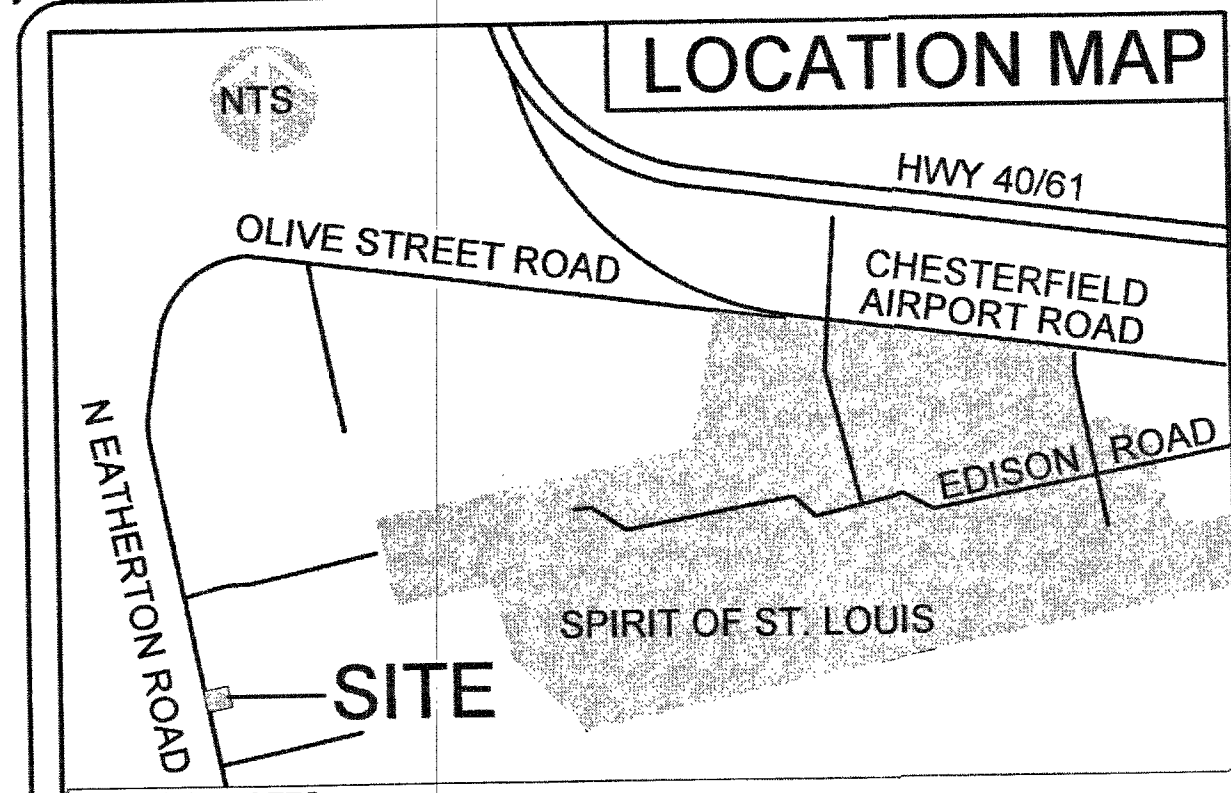 LOCATION MAP
NTS
HWY 40/61
OLIVE STREET ROAD
CHESTERFIELD
AIRPORT ROAD
N EATHERTON ROAD
EDISON ROAD
SPIRIT OF ST. LOUIS
SITE